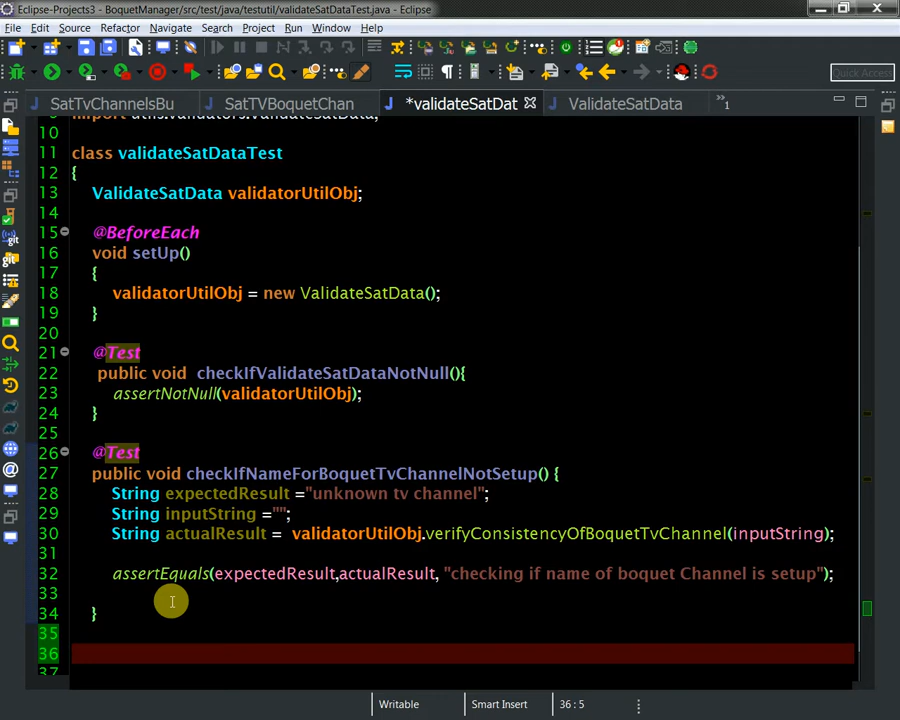 Eclipse-Projects3 - BoquetManager/src/test/java/testutil/validateSatDataTest.java - Eclipse
File Edit Source Refactor Navigate Search Project Run Window Help
Quick Access
SatTvChannelsBu SatTVBoquetChan *validateSatDat ValidateSatData »1
10
11 class validateSatDataTest
12 {
13 ValidateSatData validatorUtilObj;
14
15 @BeforeEach
16 void setUp()
17 {
18 validatorUtilObj = new ValidateSatData();
19 }
20
21 @Test
22 public void checkIfValidateSatDataNotNull(){
23 assertNotNull(validatorUtilObj);
24 }
25
26 @Test
27 public void checkIfNameForBoquetTvChannelNotSetup() {
28 String expectedResult ="unknown tv channel";
29 String inputString ="";
30 String actualResult = validatorUtilObj.verifyConsistencyOfBoquetTvChannel(inputString);
31
32 assertEquals(expectedResult,actualResult, "checking if name of boquet Channel is setup");
33
34 }
35
36
37
Writable Smart Insert 36 : 5